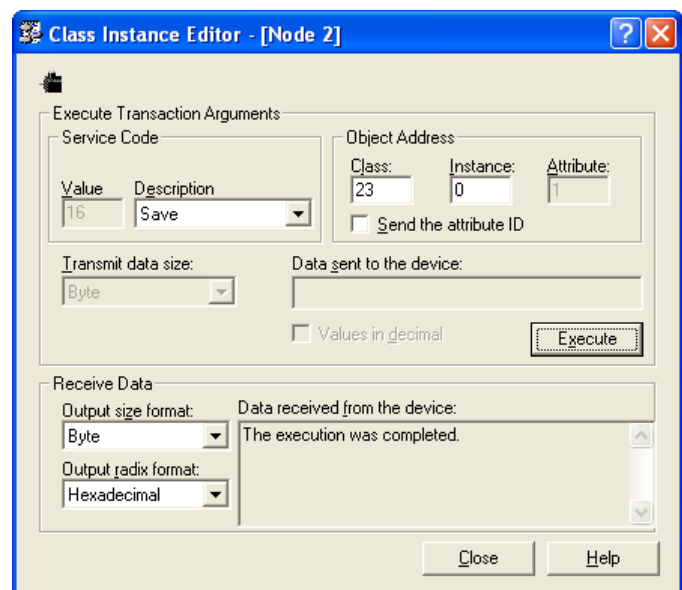 Class Instance Editor - [Node 2]
Execute Transaction Arguments
Service Code
Object Address
Class: Instance: Attribute:
Value Description
23 0 1
16 Save
Send the attribute ID
Transmit data size: Data sent to the device:
Byte
Values in decimal
Execute
Receive Data
Output size format: Data received from the device:
Byte The execution was completed.
Output radix format:
Hexadecimal
Close Help